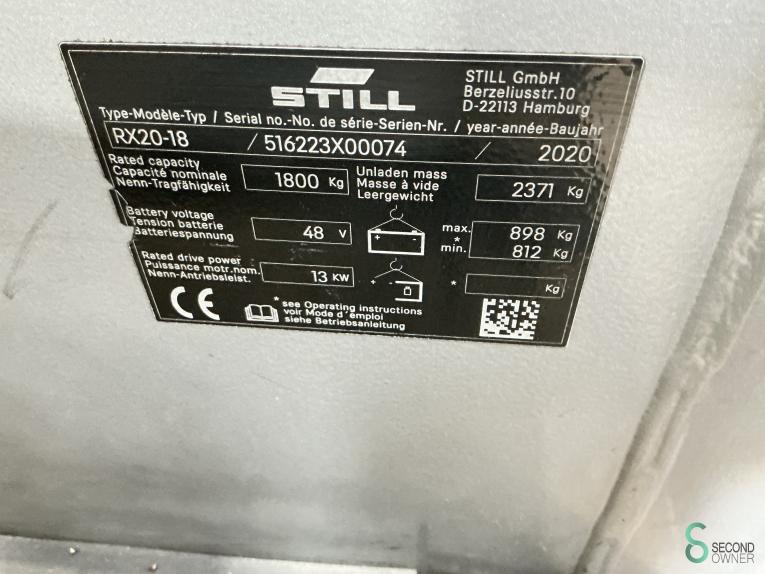 STILL
STILL GmbH
Berzeliusstr.10
D-22113 Hamburg
Type-Modèle-Typ / Serial no.-No. de série-Serien-Nr. / year-année-Baujahr
RX20-18 / 516223X00074 / 2020
Rated capacity
Capacité nominale
Nenn-Tragfähigkeit
1800 Kg
Unladen mass
Masse à vide
Leergewicht
2371 Kg
Battery voltage
Tension batterie
Batteriespannung
48 V
+ -
max. 898 Kg
*
min. 812 Kg
Rated drive power
Puissance motr.nom.
Nenn-Antriebsleist.
13 KW
+ -
* Kg
CE
* see Operating instructions
voir Mode d'emploi
siehe Betriebsanleitung
SECOND
OWNER